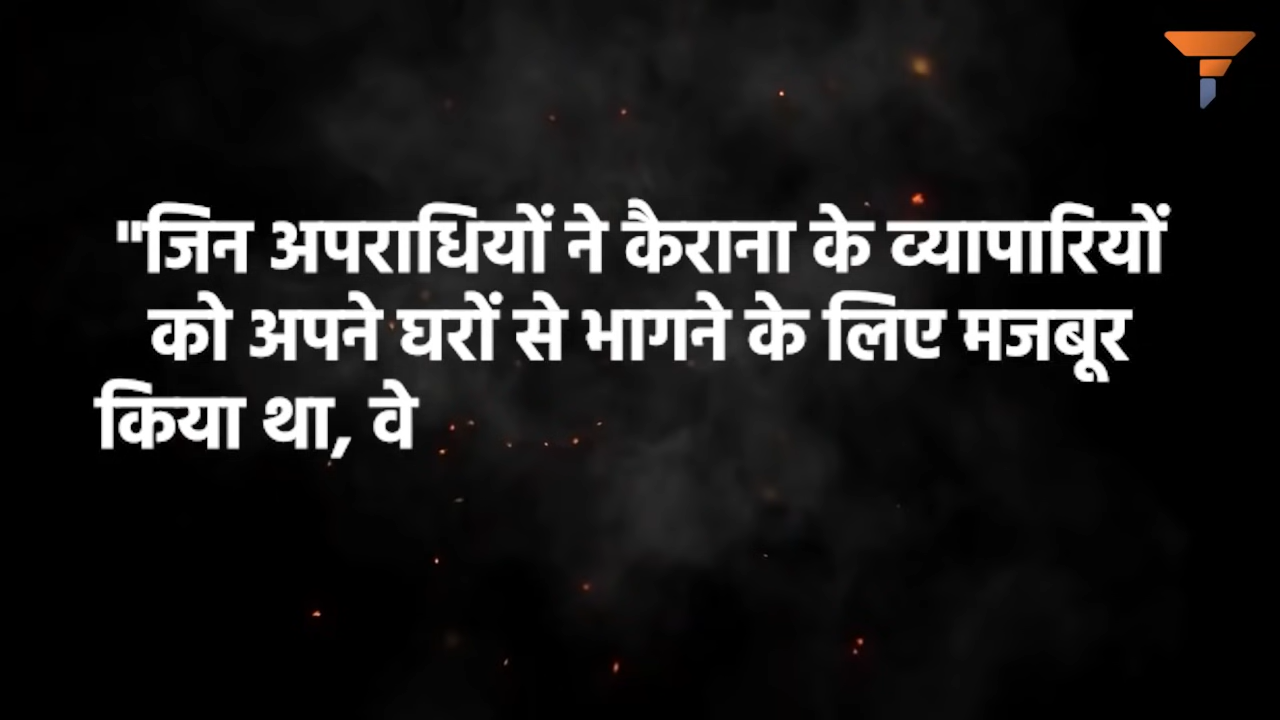 "जिन अपराधियों ने कैराना के व्यापारियों
को अपने घरों से भागने के लिए मजबूर
किया था, वे